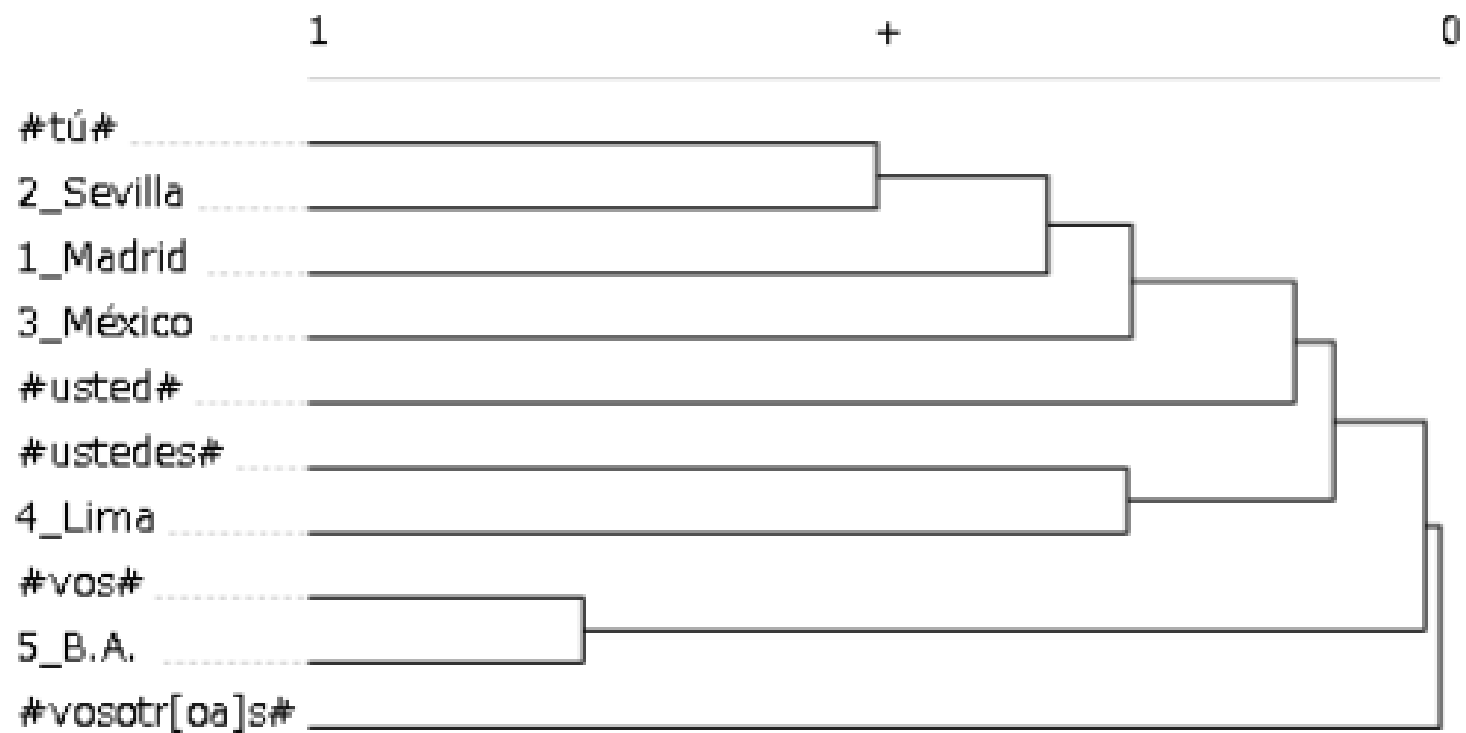 1 + 0
#tú#
2_Sevilla
1_Madrid
3_México
#usted#
#ustedes#
4_Lima
#vos#
5_B.A.
#vosotr[oa]s#